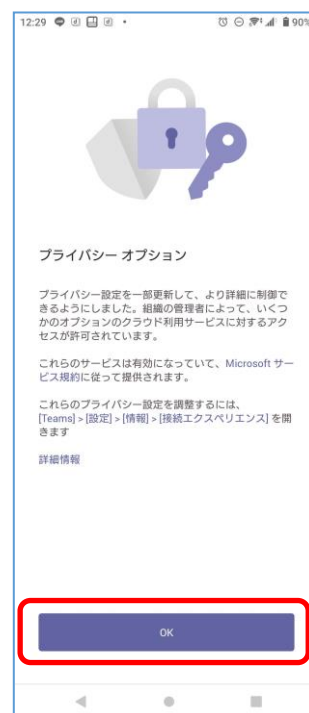 12:29
90%
プライバシー オプション
プライバシー設定を一部更新して、より詳細に制御で
きるようにしました。組織の管理者によって、いくつ
かのオプションのクラウド利用サービスに対するアク
セスが許可されています。
これらのサービスは有効になっていて、Microsoft サー
ビス規約に従って提供されます。
これらのプライバシー設定を調整するには、
[Teams] > [設定] > [情報] > [接続エクスペリエンス] を開
きます
詳細情報
OK